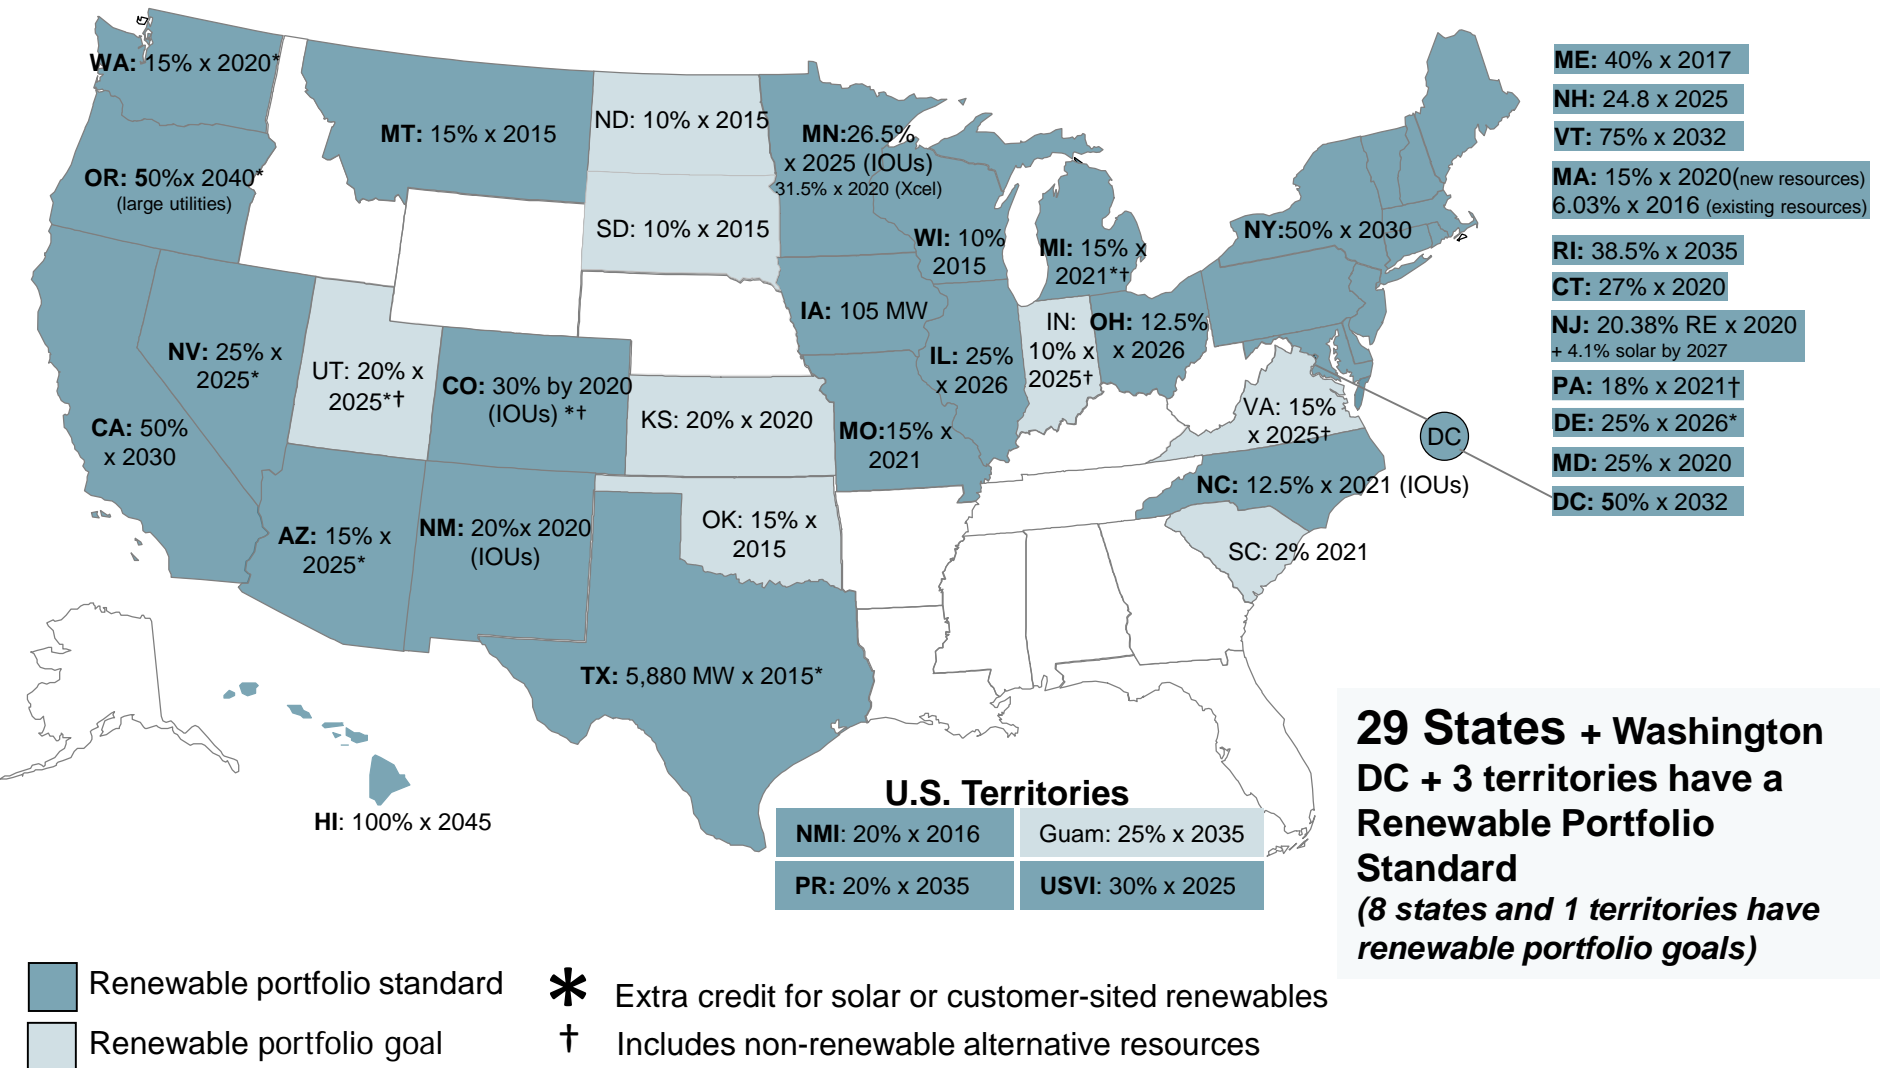 WA: 15% x 2020*
MT: 15% x 2015
ND: 10% x 2015
MN:26.5%
x 2025 (IOUs)
31.5% x 2020 (Xcel)
OR: 50%x 2040*
(large utilities)
SD: 10% x 2015
WI: 10%
2015
MI: 15% x
2021*†
NY:50% x 2030
IA: 105 MW
NV: 25% x
2025*
UT: 20% x
2025*†
CO: 30% by 2020
(IOUs) *†
IL: 25%
x 2026
IN:
10% x
2025†
OH: 12.5%
x 2026
CA: 50%
x 2030
KS: 20% x 2020
MO:15% x
2021
VA: 15%
x 2025†
DC
NC: 12.5% x 2021 (IOUs)
AZ: 15% x
2025*
NM: 20%x 2020
(IOUs)
OK: 15% x
2015
SC: 2% 2021
TX: 5,880 MW x 2015*
HI: 100% x 2045
ME: 40% x 2017
NH: 24.8 x 2025
VT: 75% x 2032
MA: 15% x 2020(new resources)
6.03% x 2016 (existing resources)
RI: 38.5% x 2035
CT: 27% x 2020
NJ: 20.38% RE x 2020
+ 4.1% solar by 2027
PA: 18% x 2021†
DE: 25% x 2026*
MD: 25% x 2020
DC: 50% x 2032
U.S. Territories
NMI: 20% x 2016
Guam: 25% x 2035
PR: 20% x 2035
USVI: 30% x 2025
29 States + Washington
DC + 3 territories have a
Renewable Portfolio
Standard
(8 states and 1 territories have
renewable portfolio goals)
Renewable portfolio standard
* Extra credit for solar or customer-sited renewables
Renewable portfolio goal
† Includes non-renewable alternative resources